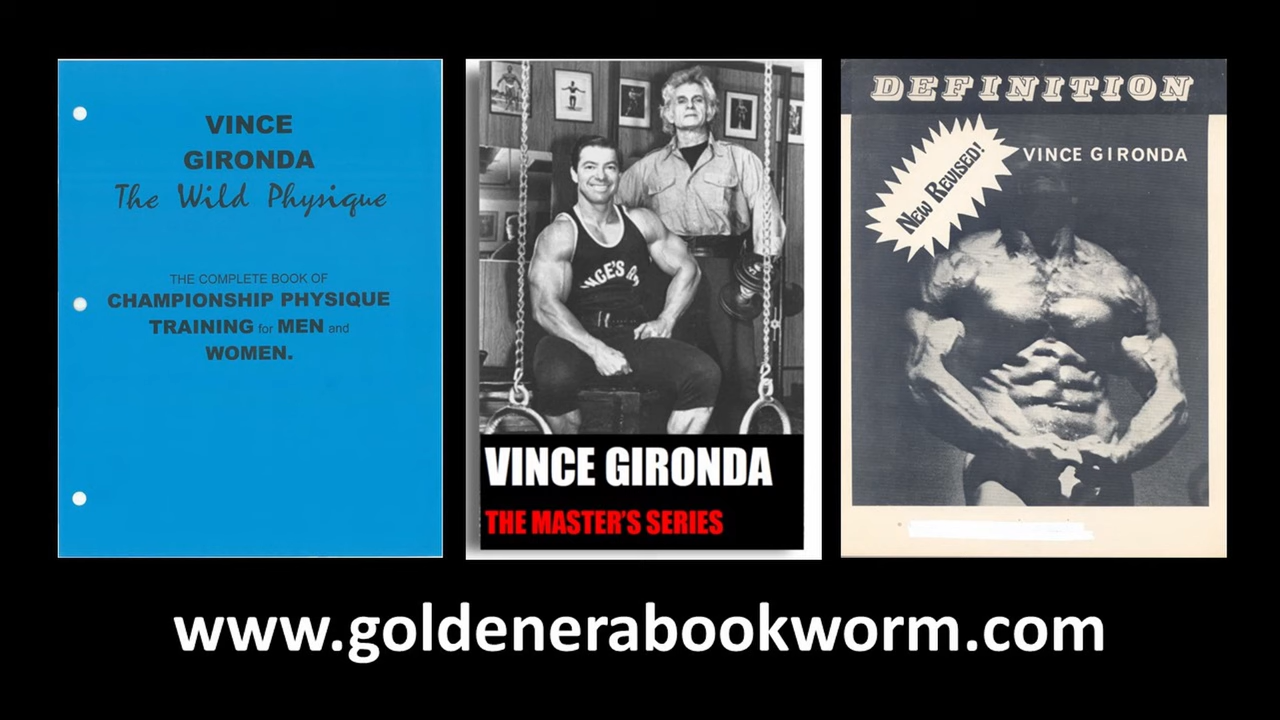 VINCE
GIRONDA
The Wild Physique
THE COMPLETE BOOK OF
CHAMPIONSHIP PHYSIQUE
TRAINING for MEN and
WOMEN.
VINCE GIRONDA
THE MASTER'S SERIES
DEFINITION
NEW REVISED!
VINCE GIRONDA
www.goldenerabookworm.com